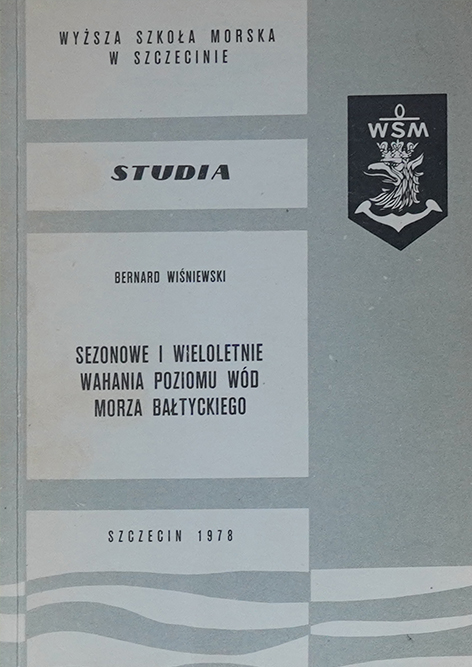 WYŻSZA SZKOŁA MORSKA
W SZCZECINIE
WSM
STUDIA
BERNARD WIŚNIEWSKI
SEZONOWE I WIELOLETNIE
WAHANIA POZIOMU WÓD
MORZA BAŁTYCKIEGO
SZCZECIN 1978